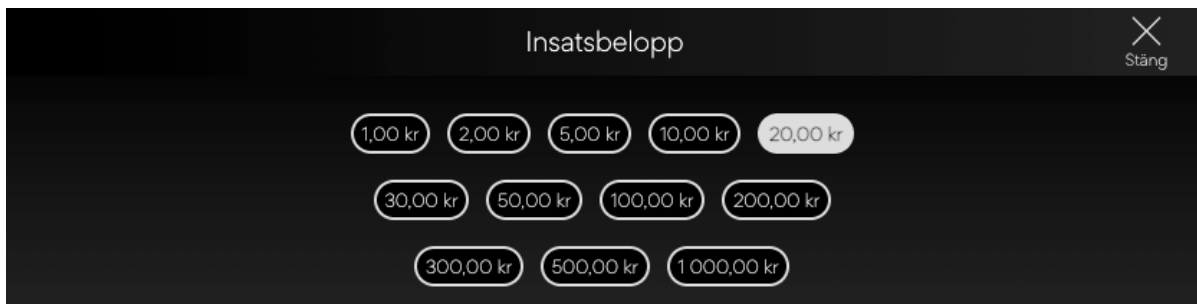 Insatsbelopp
Stäng
1,00 kr 2,00 kr 5,00 kr 10,00 kr 20,00 kr
30,00 kr 50,00 kr 100,00 kr 200,00 kr
300,00 kr 500,00 kr 1 000,00 kr